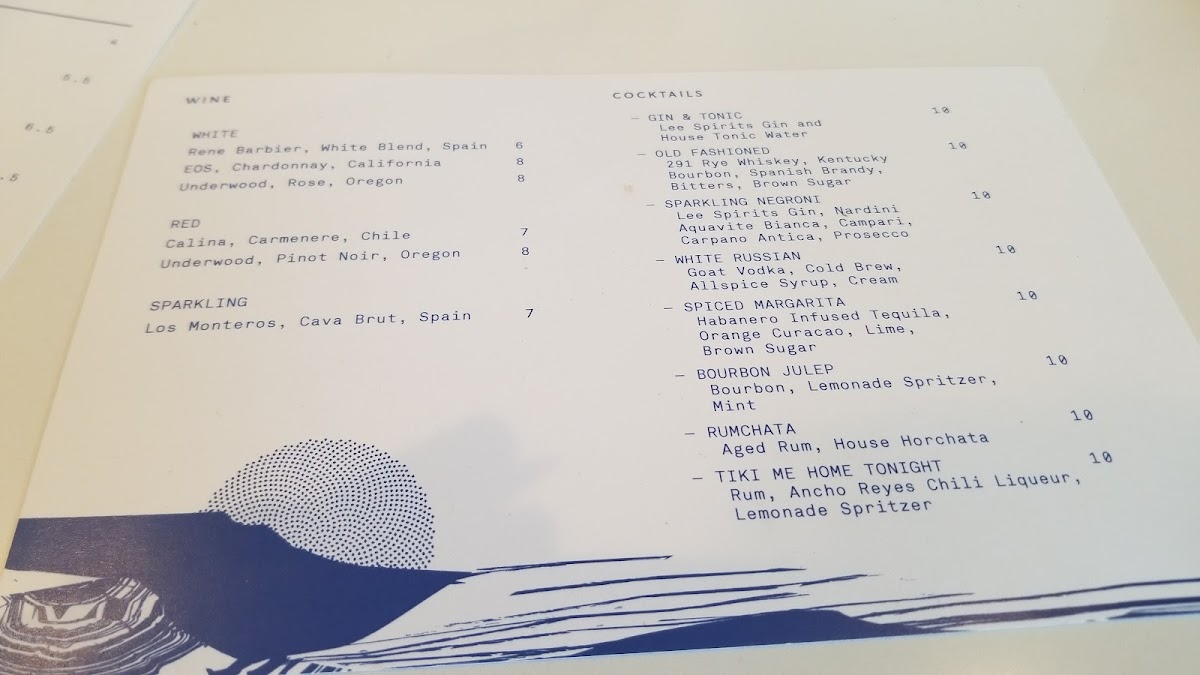 6.5
6.5
.5
WINE
WHITE
Rene Barbier, White Blend, Spain 6
EOS, Chardonnay, California 8
Underwood, Rose, Oregon 8
RED
Calina, Carmenere, Chile 7
Underwood, Pinot Noir, Oregon 8
SPARKLING
Los Monteros, Cava Brut, Spain 7
COCKTAILS
— GIN & TONIC 10
Lee Spirits Gin and
House Tonic Water
— OLD FASHIONED 10
291 Rye Whiskey, Kentucky
Bourbon, Spanish Brandy,
Bitters, Brown Sugar
— SPARKLING NEGRONI 10
Lee Spirits Gin, Nardini
Aquavite Bianca, Campari,
Carpano Antica, Prosecco
— WHITE RUSSIAN 10
Goat Vodka, Cold Brew,
Allspice Syrup, Cream
— SPICED MARGARITA 10
Habanero Infused Tequila,
Orange Curacao, Lime,
Brown Sugar
— BOURBON JULEP 10
Bourbon, Lemonade Spritzer,
Mint
— RUMCHATA 10
Aged Rum, House Horchata
— TIKI ME HOME TONIGHT 10
Rum, Ancho Reyes Chili Liqueur,
Lemonade Spritzer